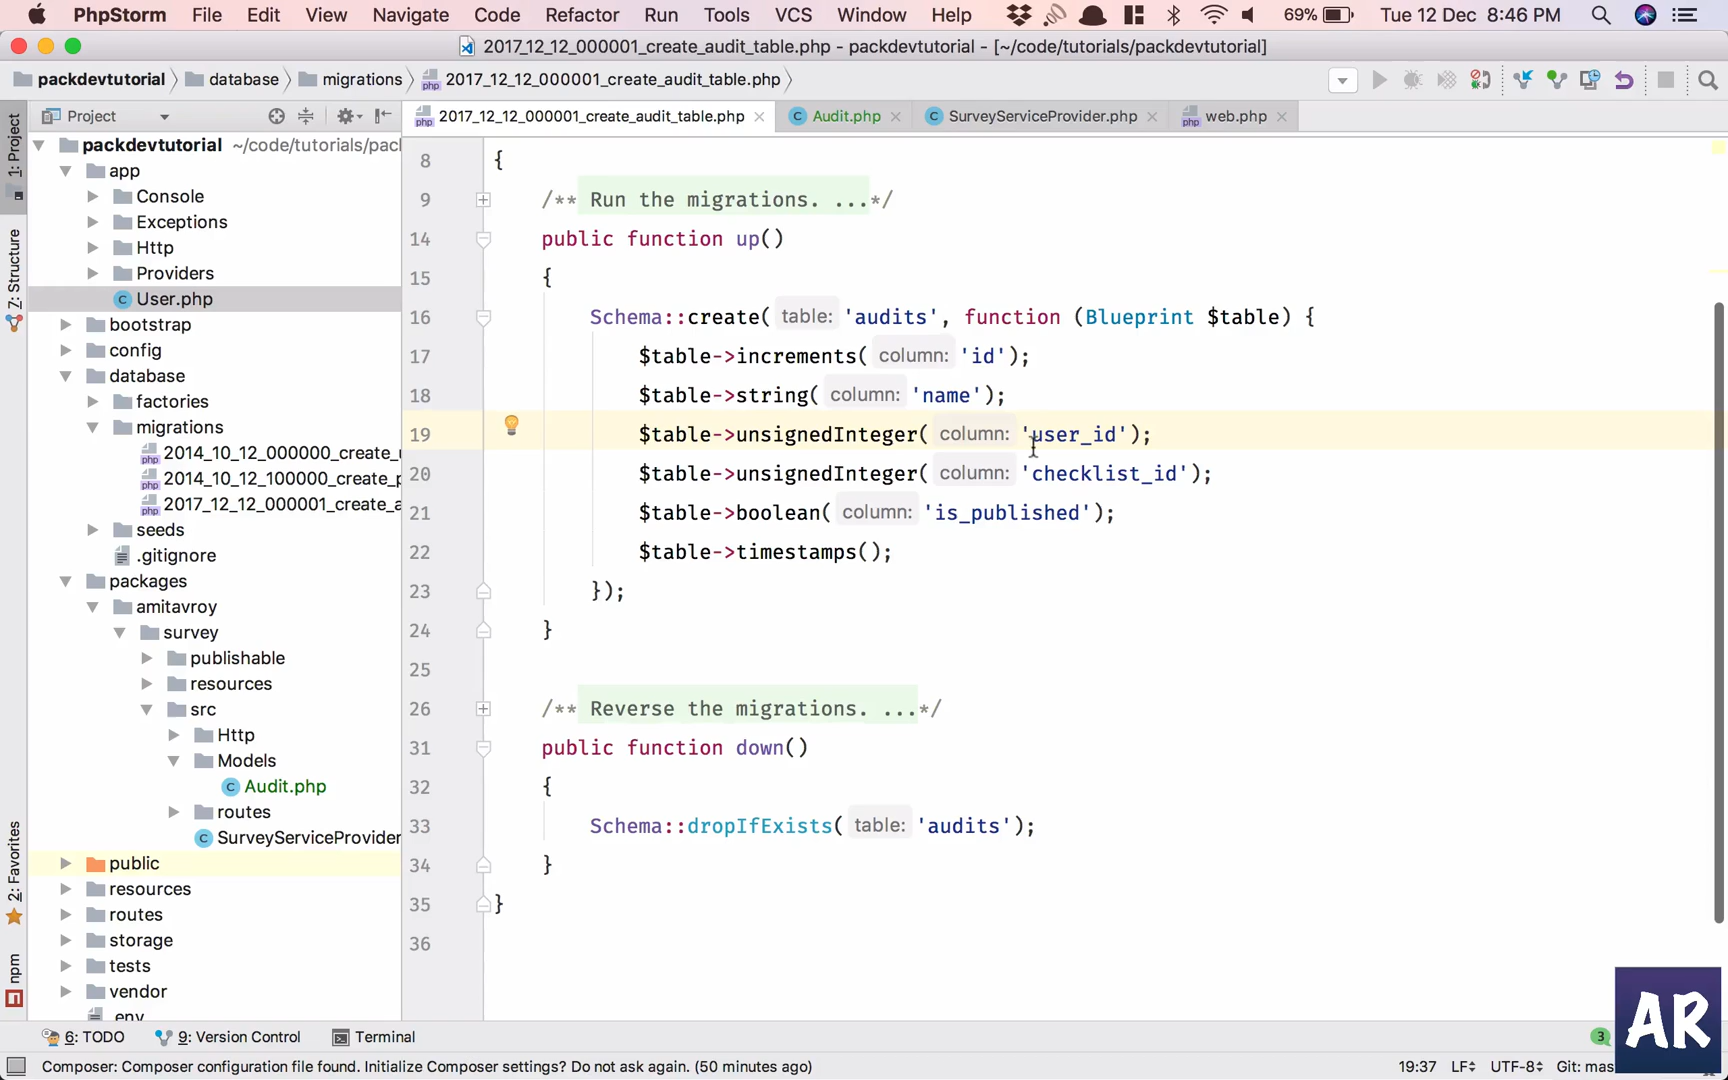 PhpStorm File Edit View Navigate Code Refactor Run Tools VCS Window Help 69% Tue 12 Dec 8:46 PM
2017_12_12_000001_create_audit_table.php - packdevtutorial - [~/code/tutorials/packdevtutorial]
packdevtutorial database migrations 2017_12_12_000001_create_audit_table.php
Project 2017_12_12_000001_create_audit_table.php Audit.php SurveyServiceProvider.php web.php
1: Project
7: Structure
2: Favorites
npm
packdevtutorial ~/code/tutorials/pac
app
Console
Exceptions
Http
Providers
User.php
bootstrap
config
database
factories
migrations
2014_10_12_000000_create_
2014_10_12_100000_create_p
2017_12_12_000001_create_a
seeds
.gitignore
packages
amitavroy
survey
publishable
resources
src
Http
Models
Audit.php
routes
SurveyServiceProvider
public
resources
routes
storage
tests
vendor
.env
8 {
9 /** Run the migrations. ...*/
14 public function up()
15 {
16 Schema::create( table: 'audits', function (Blueprint $table) {
17 $table->increments( column: 'id');
18 $table->string( column: 'name');
19 $table->unsignedInteger( column: 'user_id');
20 $table->unsignedInteger( column: 'checklist_id');
21 $table->boolean( column: 'is_published');
22 $table->timestamps();
23 });
24 }
25
26 /** Reverse the migrations. ...*/
31 public function down()
32 {
33 Schema::dropIfExists( table: 'audits');
34 }
35 }
36
6: TODO 9: Version Control Terminal 3
Composer: Composer configuration file found. Initialize Composer settings? Do not ask again. (50 minutes ago) 19:37 LF UTF-8 Git: mas
AR